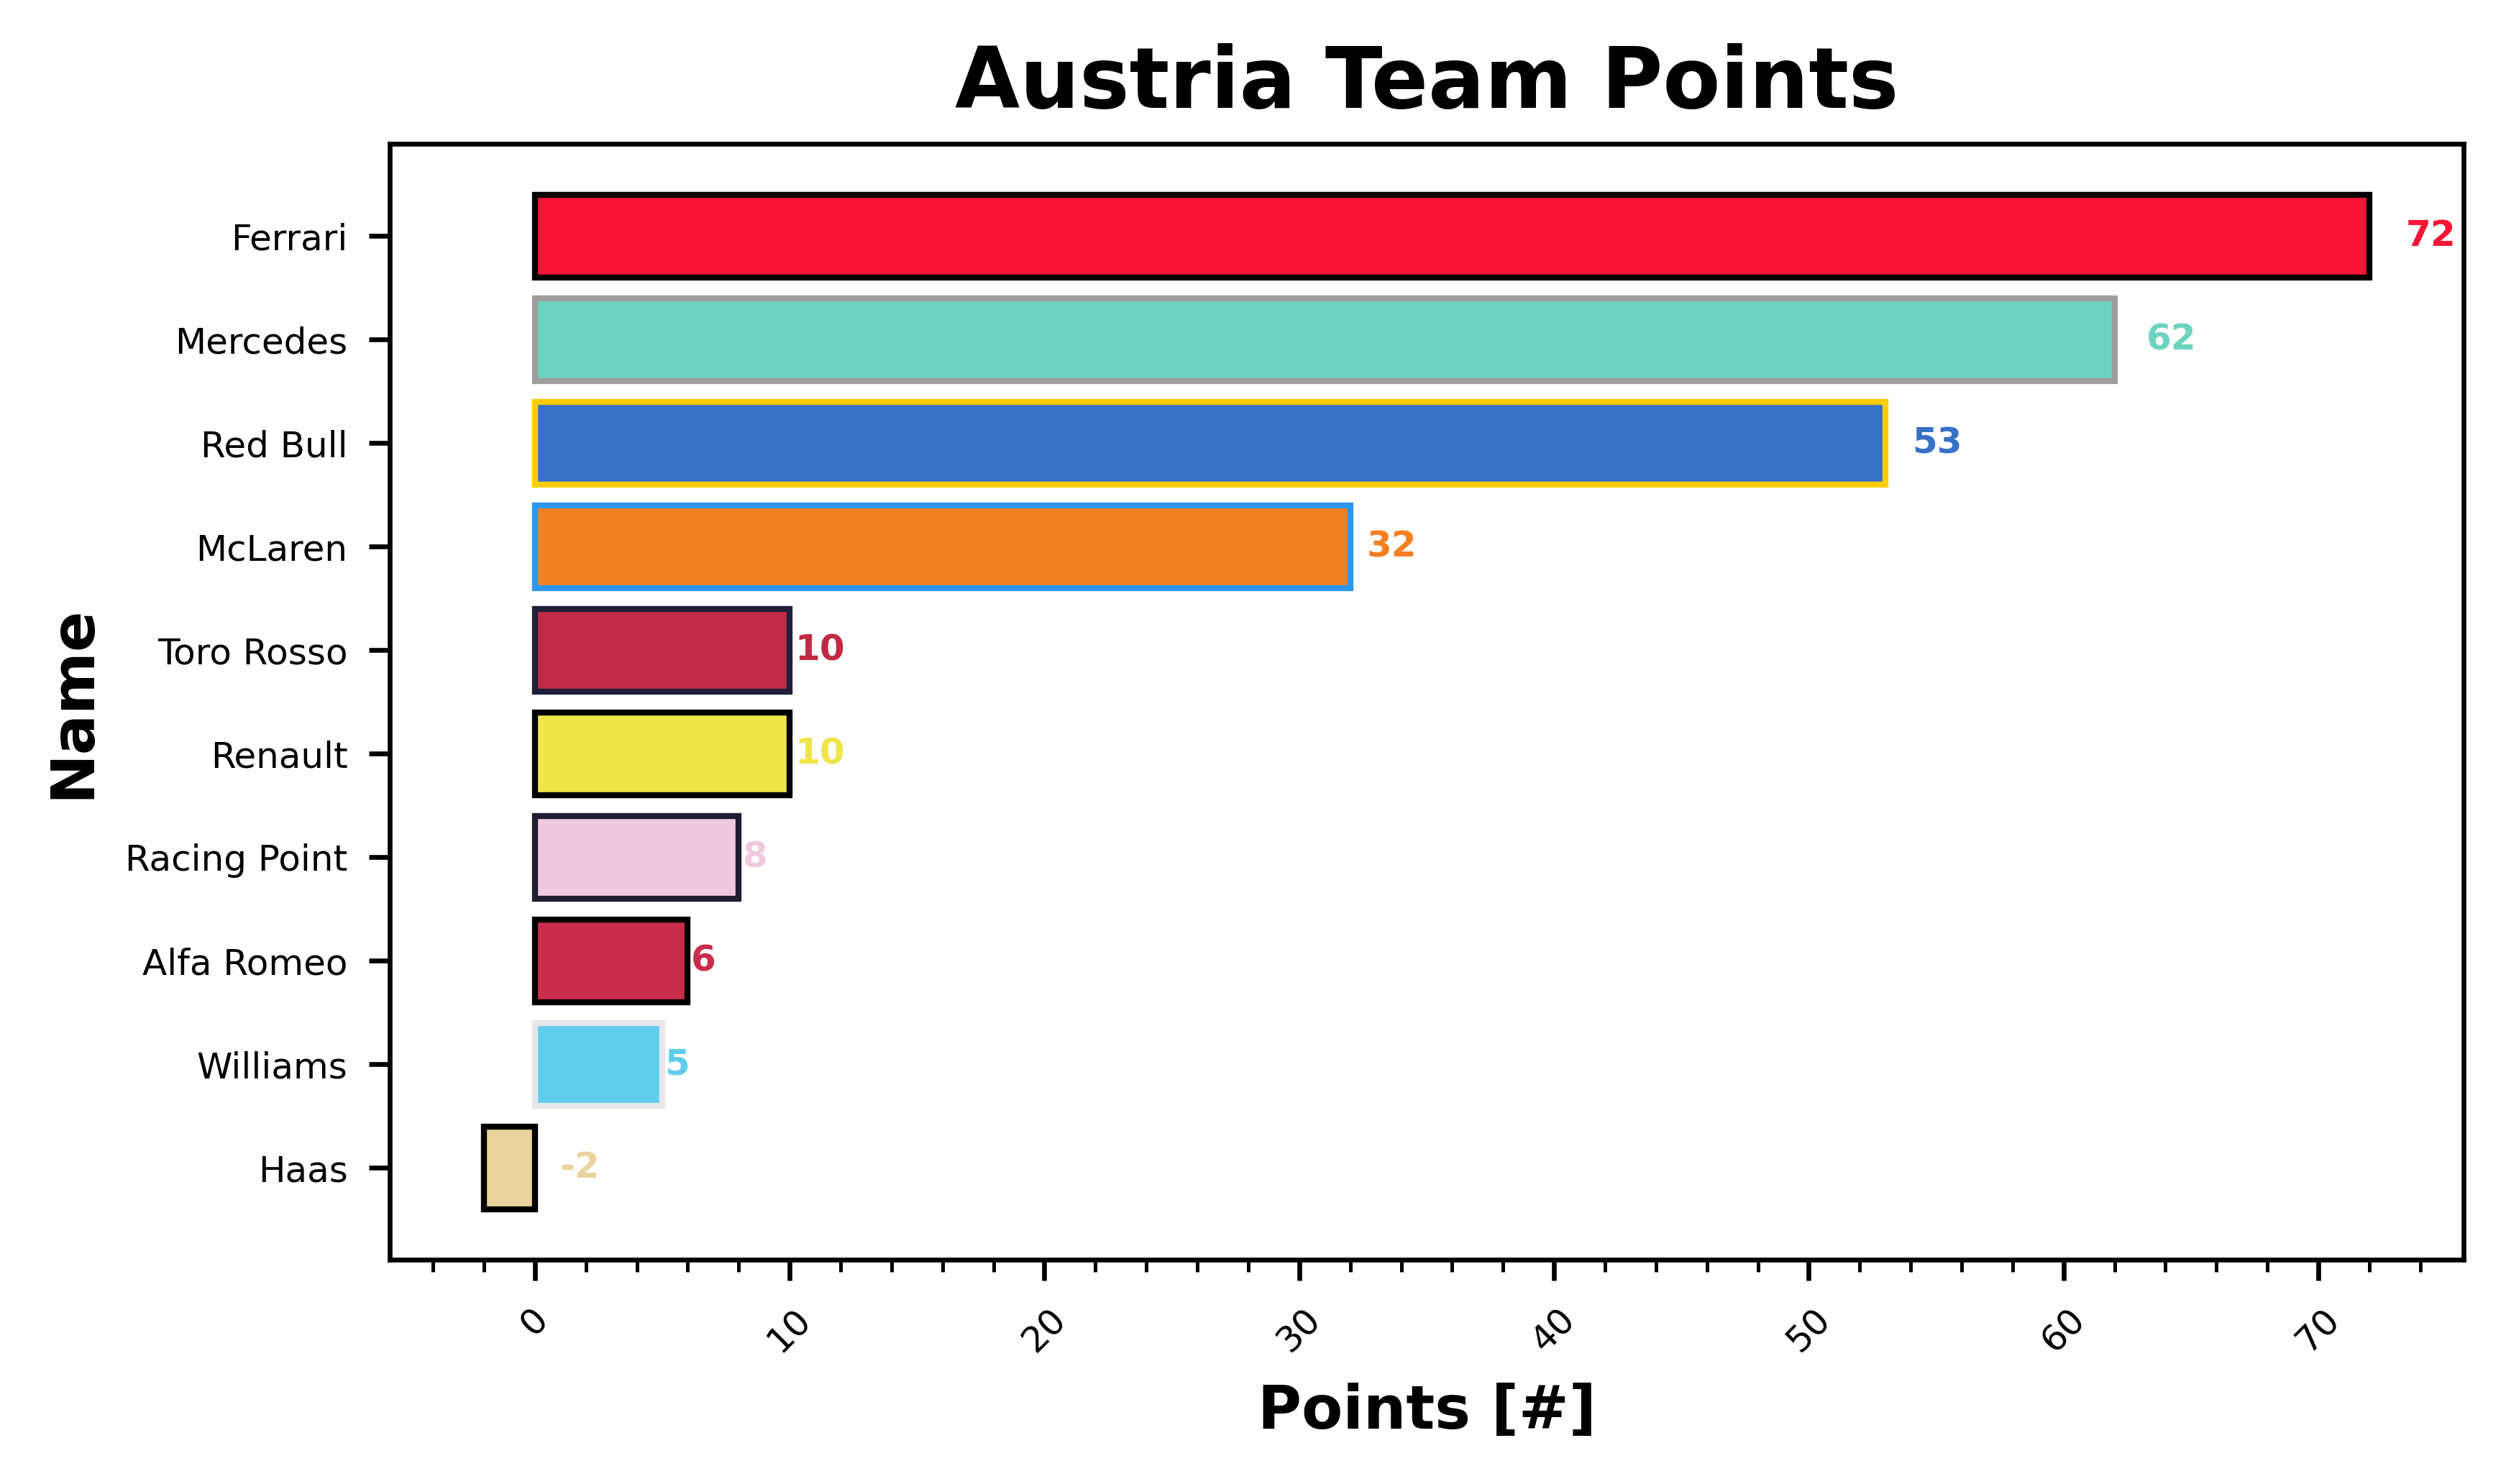 Austria Team Points
Name
Ferrari 72
Mercedes 62
Red Bull 53
McLaren 32
Toro Rosso 10
Renault 10
Racing Point 8
Alfa Romeo 6
Williams 5
Haas -2
0 10 20 30 40 50 60 70
Points [#]